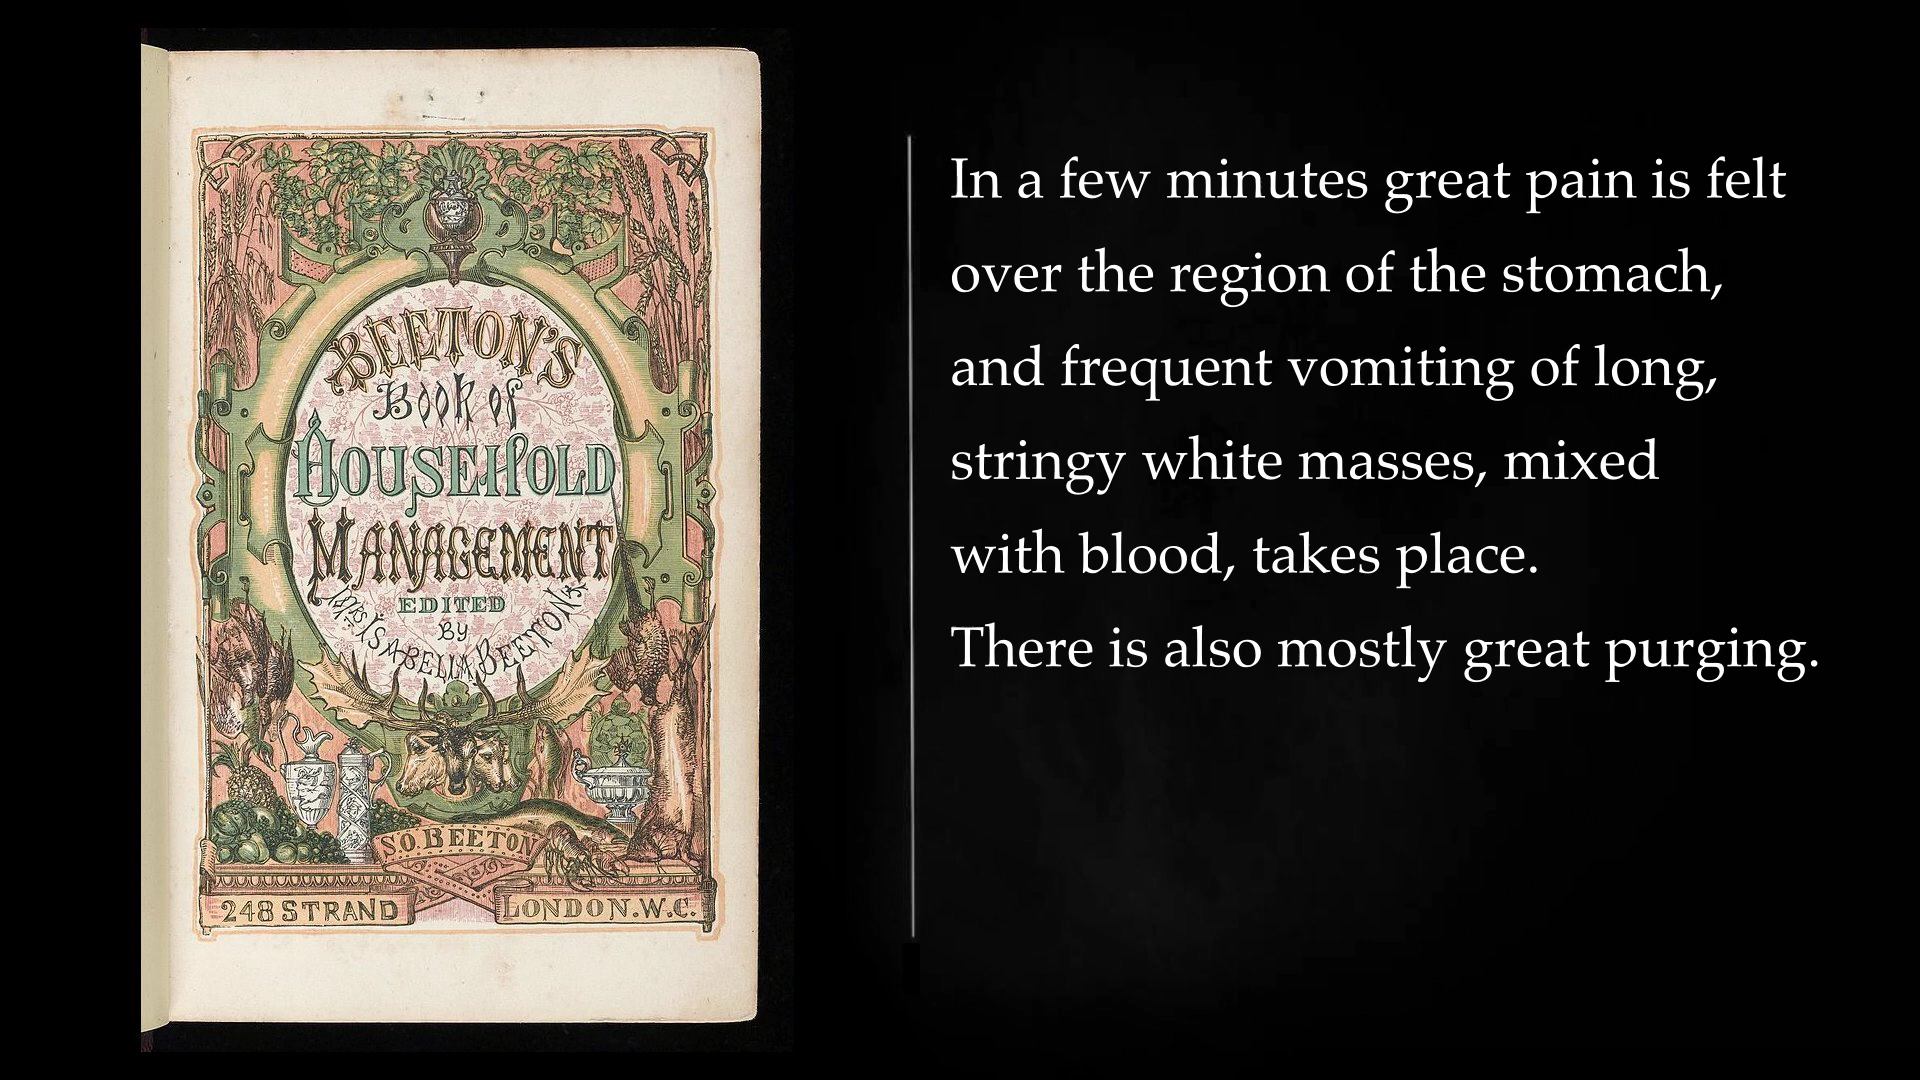 BEETON'S
BOOK OF
HOUSEHOLD
MANAGEMENT
EDITED
BY
MRS ISABELLA BEETON
S.O. BEETON
248 STRAND
LONDON.W.C.
In a few minutes great pain is felt
over the region of the stomach,
and frequent vomiting of long,
stringy white masses, mixed
with blood, takes place.
There is also mostly great purging.